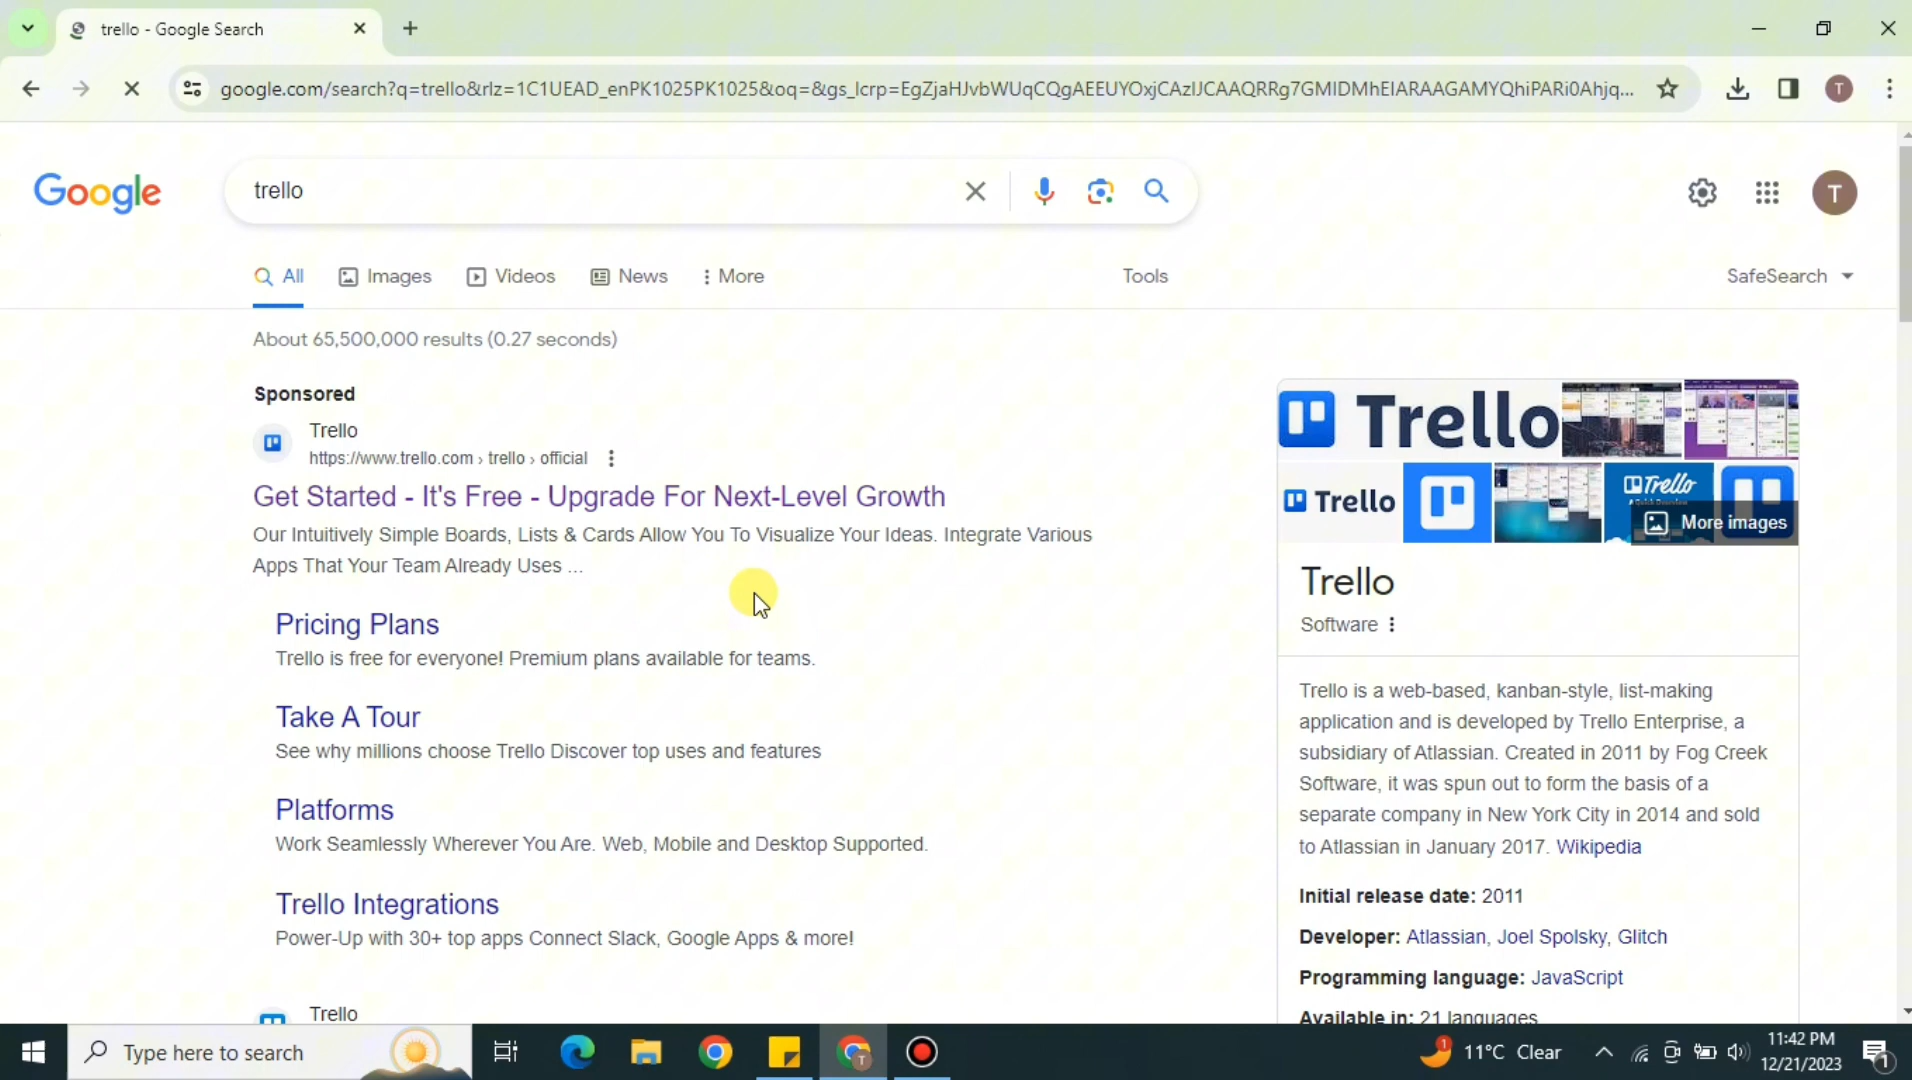 trello - Google Search
google.com/search?q=trello&rlz=1C1UEAD_enPK1025PK1025&oq=&gs_lcrp=EgZjaHJvbWUqCQgAEEUYOxjCAzIJCAAQRRg7GMIDMhEIARAAGAMYQhiPARi0Ahjq...
T
Google
trello
T
All
Images
Videos
News
More
Tools
SafeSearch
About 65,500,000 results (0.27 seconds)
Sponsored
Trello
https://www.trello.com › trello › official
Get Started - It's Free - Upgrade For Next-Level Growth
Our Intuitively Simple Boards, Lists & Cards Allow You To Visualize Your Ideas. Integrate Various
Apps That Your Team Already Uses ...
Pricing Plans
Trello is free for everyone! Premium plans available for teams.
Take A Tour
See why millions choose Trello Discover top uses and features
Platforms
Work Seamlessly Wherever You Are. Web, Mobile and Desktop Supported.
Trello Integrations
Power-Up with 30+ top apps Connect Slack, Google Apps & more!
Trello
Trello
Trello
Trello
More images
Trello
Software
Trello is a web-based, kanban-style, list-making
application and is developed by Trello Enterprise, a
subsidiary of Atlassian. Created in 2011 by Fog Creek
Software, it was spun out to form the basis of a
separate company in New York City in 2014 and sold
to Atlassian in January 2017. Wikipedia
Initial release date: 2011
Developer: Atlassian, Joel Spolsky, Glitch
Programming language: JavaScript
Available in: 21 languages
Type here to search
T
1
11°C Clear
11:42 PM
12/21/2023
1